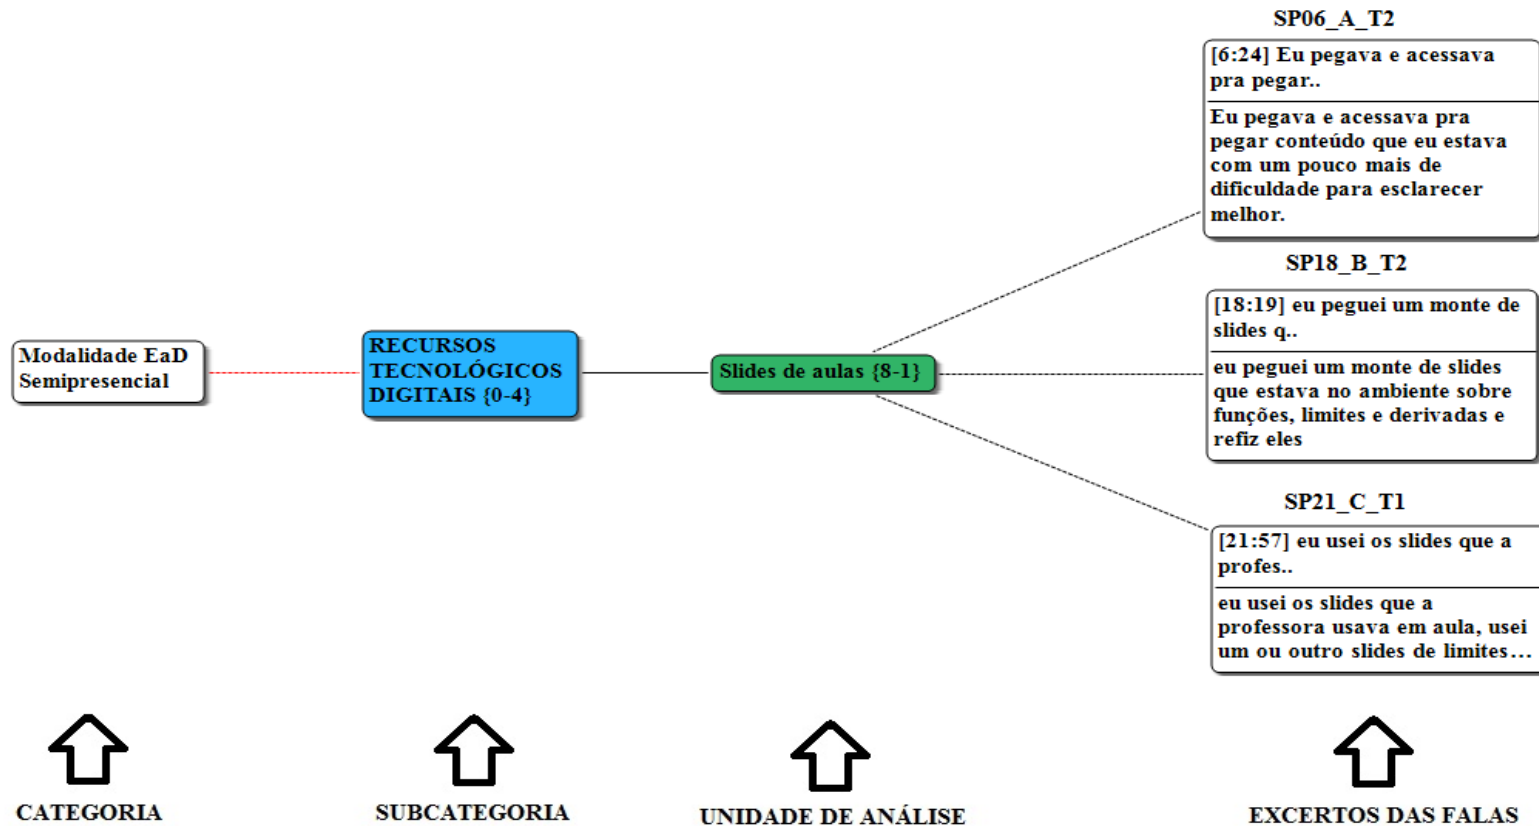 SP06_A_T2
[6:24] Eu pegava e acessava
pra pegar..
Eu pegava e acessava pra
pegar conteúdo que eu estava
com um pouco mais de
dificuldade para esclarecer
melhor.
SP18_B_T2
[18:19] eu peguei um monte de
slides q..
eu peguei um monte de slides
que estava no ambiente sobre
funções, limites e derivadas e
refiz eles
Modalidade EaD
Semipresencial
RECURSOS
TECNOLÓGICOS
DIGITAIS {0-4}
Slides de aulas {8-1}
SP21_C_T1
[21:57] eu usei os slides que a
profes..
eu usei os slides que a
professora usava em aula, usei
um ou outro slides de limites…
CATEGORIA
SUBCATEGORIA
UNIDADE DE ANÁLISE
EXCERTOS DAS FALAS